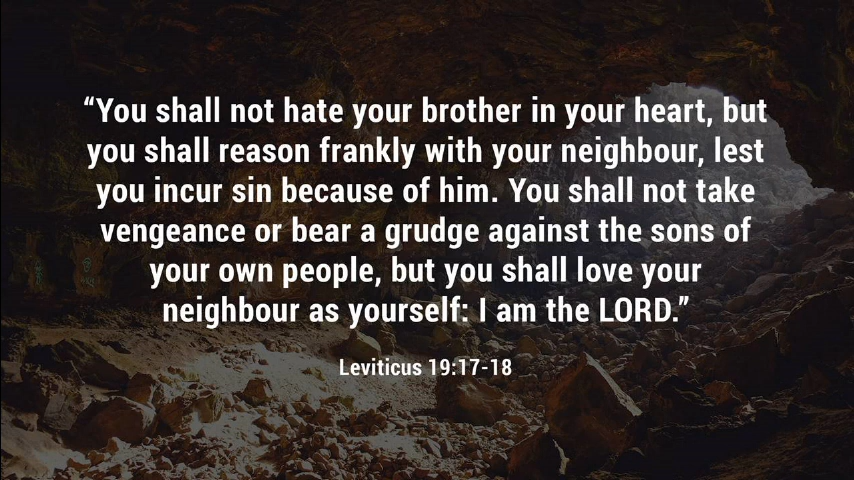 “You shall not hate your brother in your heart, but
you shall reason frankly with your neighbour, lest
you incur sin because of him. You shall not take
vengeance or bear a grudge against the sons of
your own people, but you shall love your
neighbour as yourself: I am the LORD.”
Leviticus 19:17-18